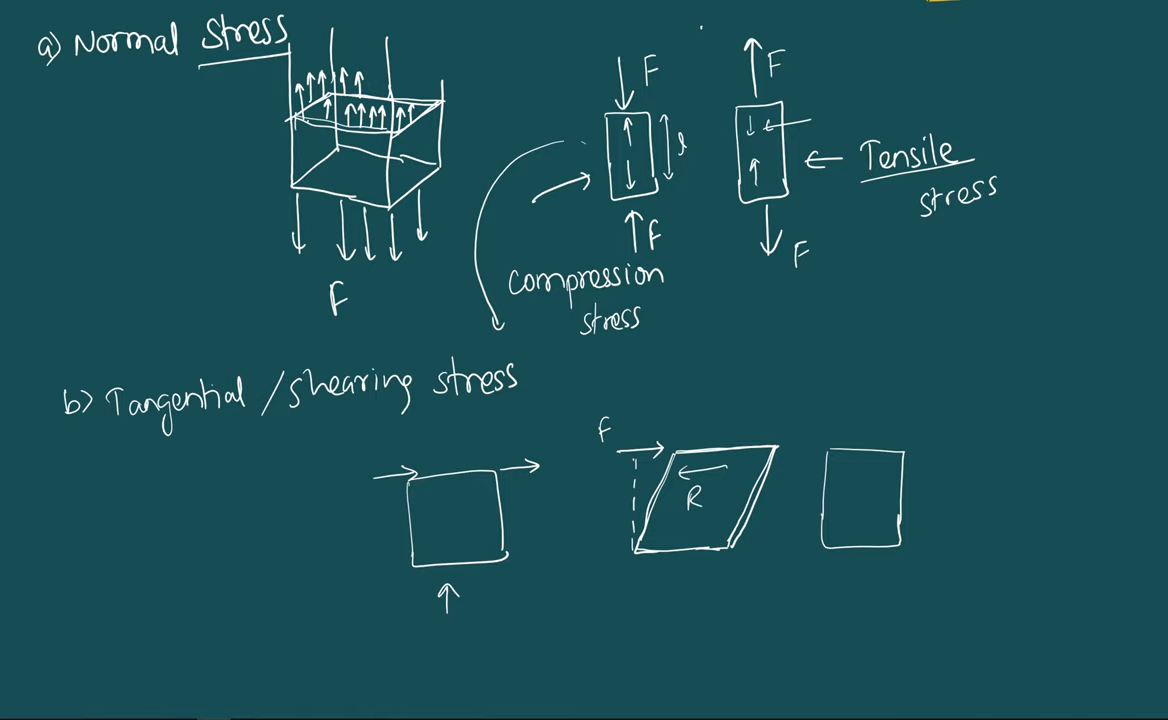 a) Normal Stress
F
F
l
F
Compression
stress
F
F
Tensile
stress
b) Tangential / Shearing stress
F
R